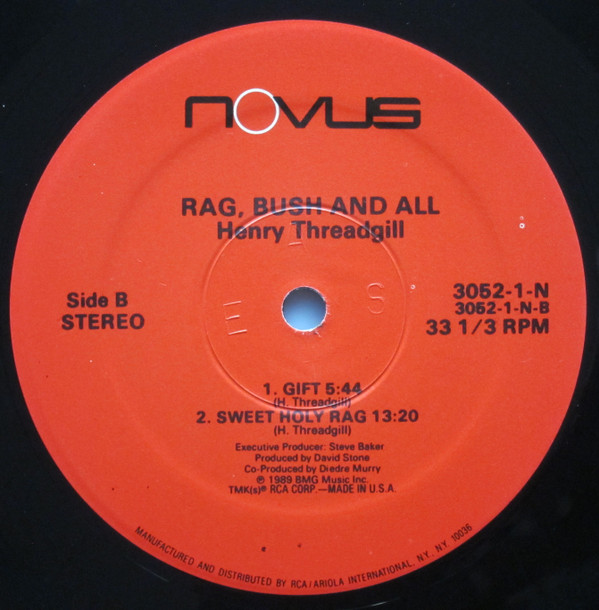 NOVUS
RAG, BUSH AND ALL
Henry Threadgill
Side B
STEREO
3052-1-N
3052-1-N-B
33 1/3 RPM
E S
1. GIFT 5:44
(H. Threadgill)
2. SWEET HOLY RAG 13:20
(H. Threadgill)
Executive Producer: Steve Baker
Produced by David Stone
Co-Produced by Diedre Murry
℗ 1989 BMG Music Inc.
TMK(s)® RCA CORP.—MADE IN U.S.A.
MANUFACTURED AND DISTRIBUTED BY RCA/ARIOLA INTERNATIONAL, N.Y. N.Y. 10036